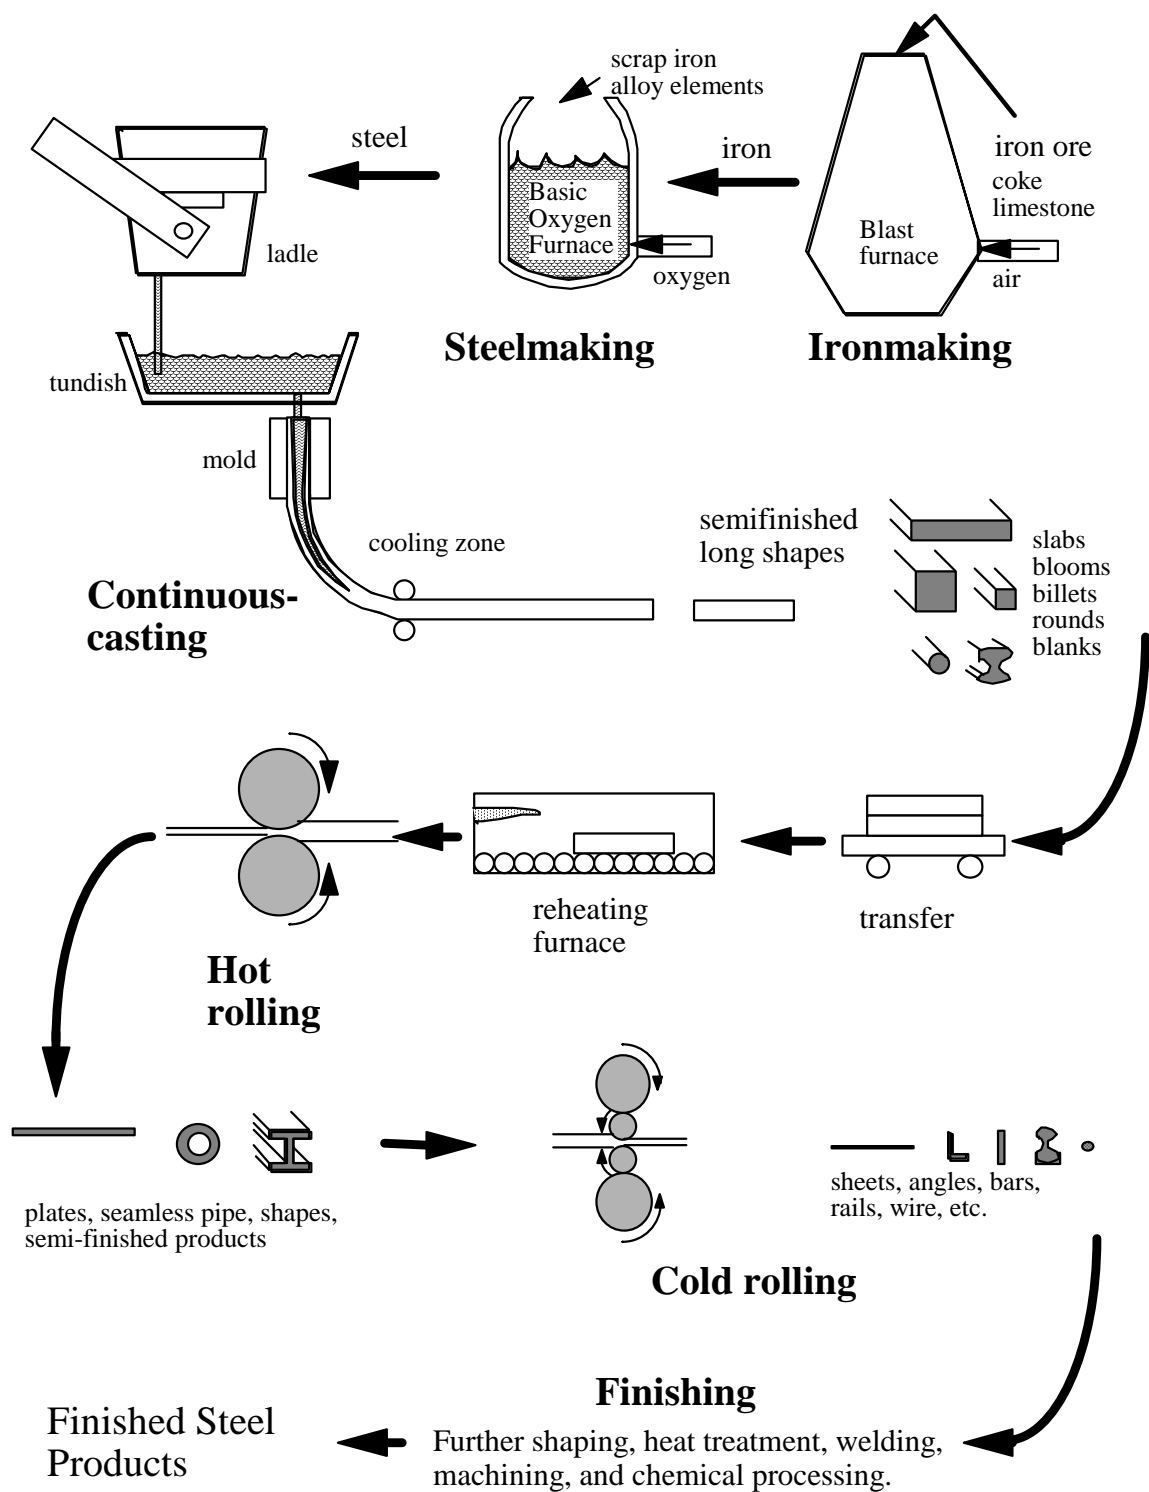 scrap iron
alloy elements
steel
iron
iron ore
coke
limestone
Basic
Oxygen
Furnace
Blast
furnace
ladle
oxygen
air
Steelmaking
Ironmaking
tundish
mold
cooling zone
Continuous-
casting
semifinished
long shapes
slabs
blooms
billets
rounds
blanks
transfer
reheating
furnace
Hot
rolling
plates, seamless pipe, shapes,
semi-finished products
sheets, angles, bars,
rails, wire, etc.
Cold rolling
Finishing
Further shaping, heat treatment, welding,
machining, and chemical processing.
Finished Steel
Products